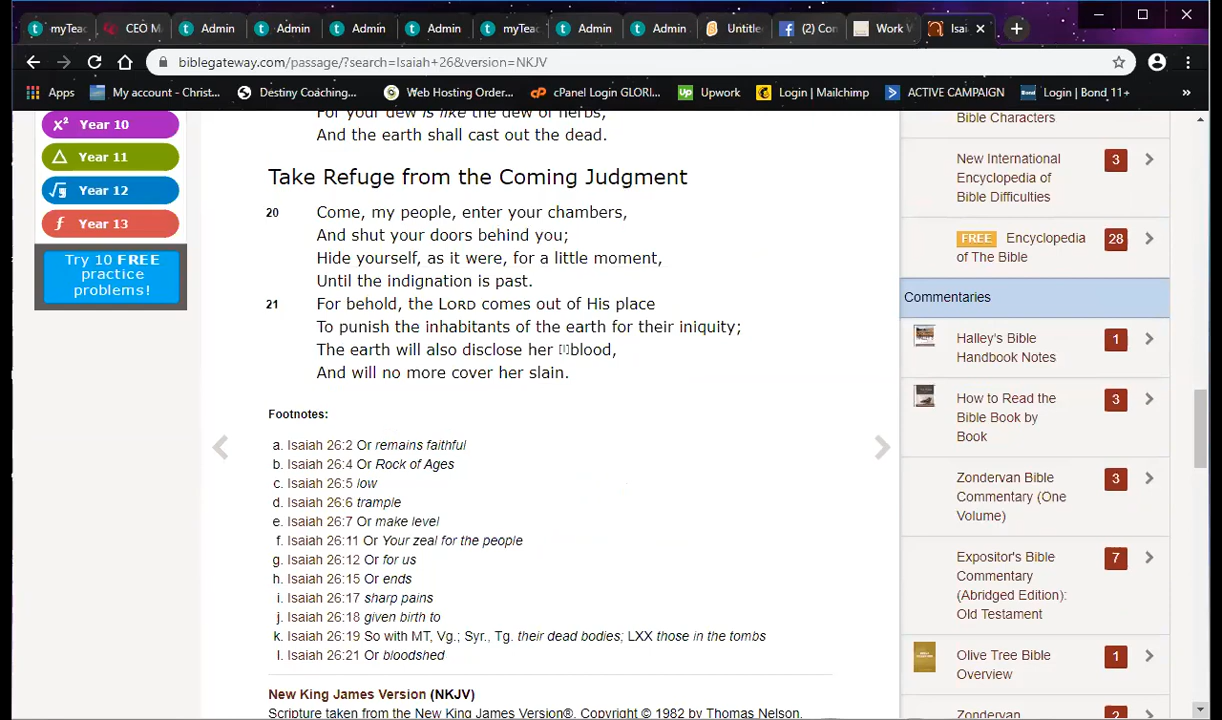 myTeac
CEO M
Admin
Admin
Admin
Admin
myTeac
Admin
Admin
Untitle
(2) Con
Work W
Isai
biblegateway.com/passage/?search=Isaiah+26&version=NKJV
Apps
My account - Christ...
Destiny Coaching...
Web Hosting Order...
cPanel Login GLORI...
Upwork
Login | Mailchimp
ACTIVE CAMPAIGN
Login | Bond 11+
»
x² Year 10
Year 11
Year 12
f Year 13
Try 10 FREE
practice
problems!
For your dew is like the dew of herbs,
And the earth shall cast out the dead.
Take Refuge from the Coming Judgment
20 Come, my people, enter your chambers,
And shut your doors behind you;
Hide yourself, as it were, for a little moment,
Until the indignation is past.
21 For behold, the LORD comes out of His place
To punish the inhabitants of the earth for their iniquity;
The earth will also disclose her [l]blood,
And will no more cover her slain.
Footnotes:
a. Isaiah 26:2 Or remains faithful
b. Isaiah 26:4 Or Rock of Ages
c. Isaiah 26:5 low
d. Isaiah 26:6 trample
e. Isaiah 26:7 Or make level
f. Isaiah 26:11 Or Your zeal for the people
g. Isaiah 26:12 Or for us
h. Isaiah 26:15 Or ends
i. Isaiah 26:17 sharp pains
j. Isaiah 26:18 given birth to
k. Isaiah 26:19 So with MT, Vg.; Syr., Tg. their dead bodies; LXX those in the tombs
l. Isaiah 26:21 Or bloodshed
New King James Version (NKJV)
Scripture taken from the New King James Version®. Copyright © 1982 by Thomas Nelson.
Bible Characters
New International
Encyclopedia of
Bible Difficulties
3
FREE Encyclopedia
of The Bible
28
Commentaries
Halley's Bible
Handbook Notes
1
How to Read the
Bible Book by
Book
3
Zondervan Bible
Commentary (One
Volume)
3
Expositor's Bible
Commentary
(Abridged Edition):
Old Testament
7
Olive Tree Bible
Overview
1
Zondervan
2